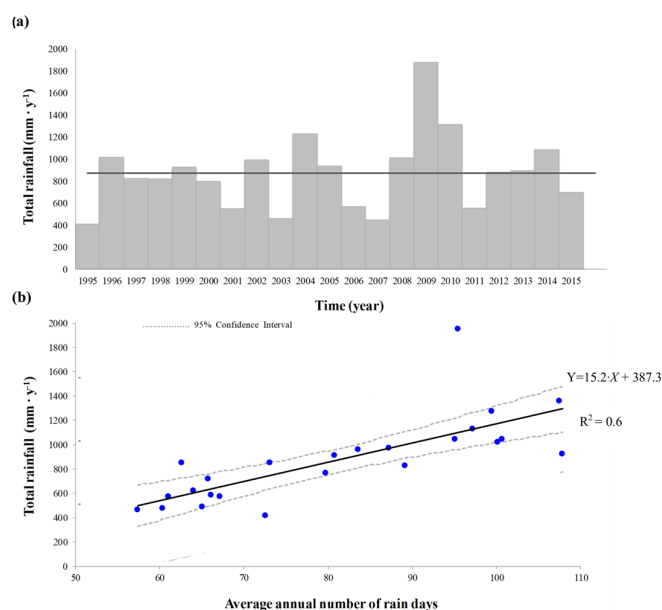 (a)
Total rainfall (mm · y-1)
2000
1800
1600
1400
1200
1000
800
600
400
200
0
1995 1996 1997 1998 1999 2000 2001 2002 2003 2004 2005 2006 2007 2008 2009 2010 2011 2012 2013 2014 2015
Time (year)
(b)
95% Confidence Interval
Total rainfall (mm · y-1)
2000
1800
1600
1400
1200
1000
800
600
400
200
0
Y=15.2·X + 387.3
R2 = 0.6
50 60 70 80 90 100 110
Average annual number of rain days